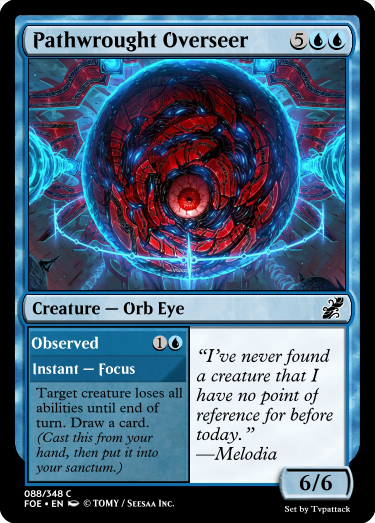 Pathwrought Overseer 5
Creature — Orb Eye
Observed 1
Instant — Focus
Target creature loses all
abilities until end of
turn. Draw a card.
(Cast this from your
hand, then put it into
your sanctum.)
“I’ve never found
a creature that I
have no point of
reference for before
today.”
—Melodia
6/6
088/348 C
FOE • EN © TOMY / Seesaa Inc.
Set by Tvpattack